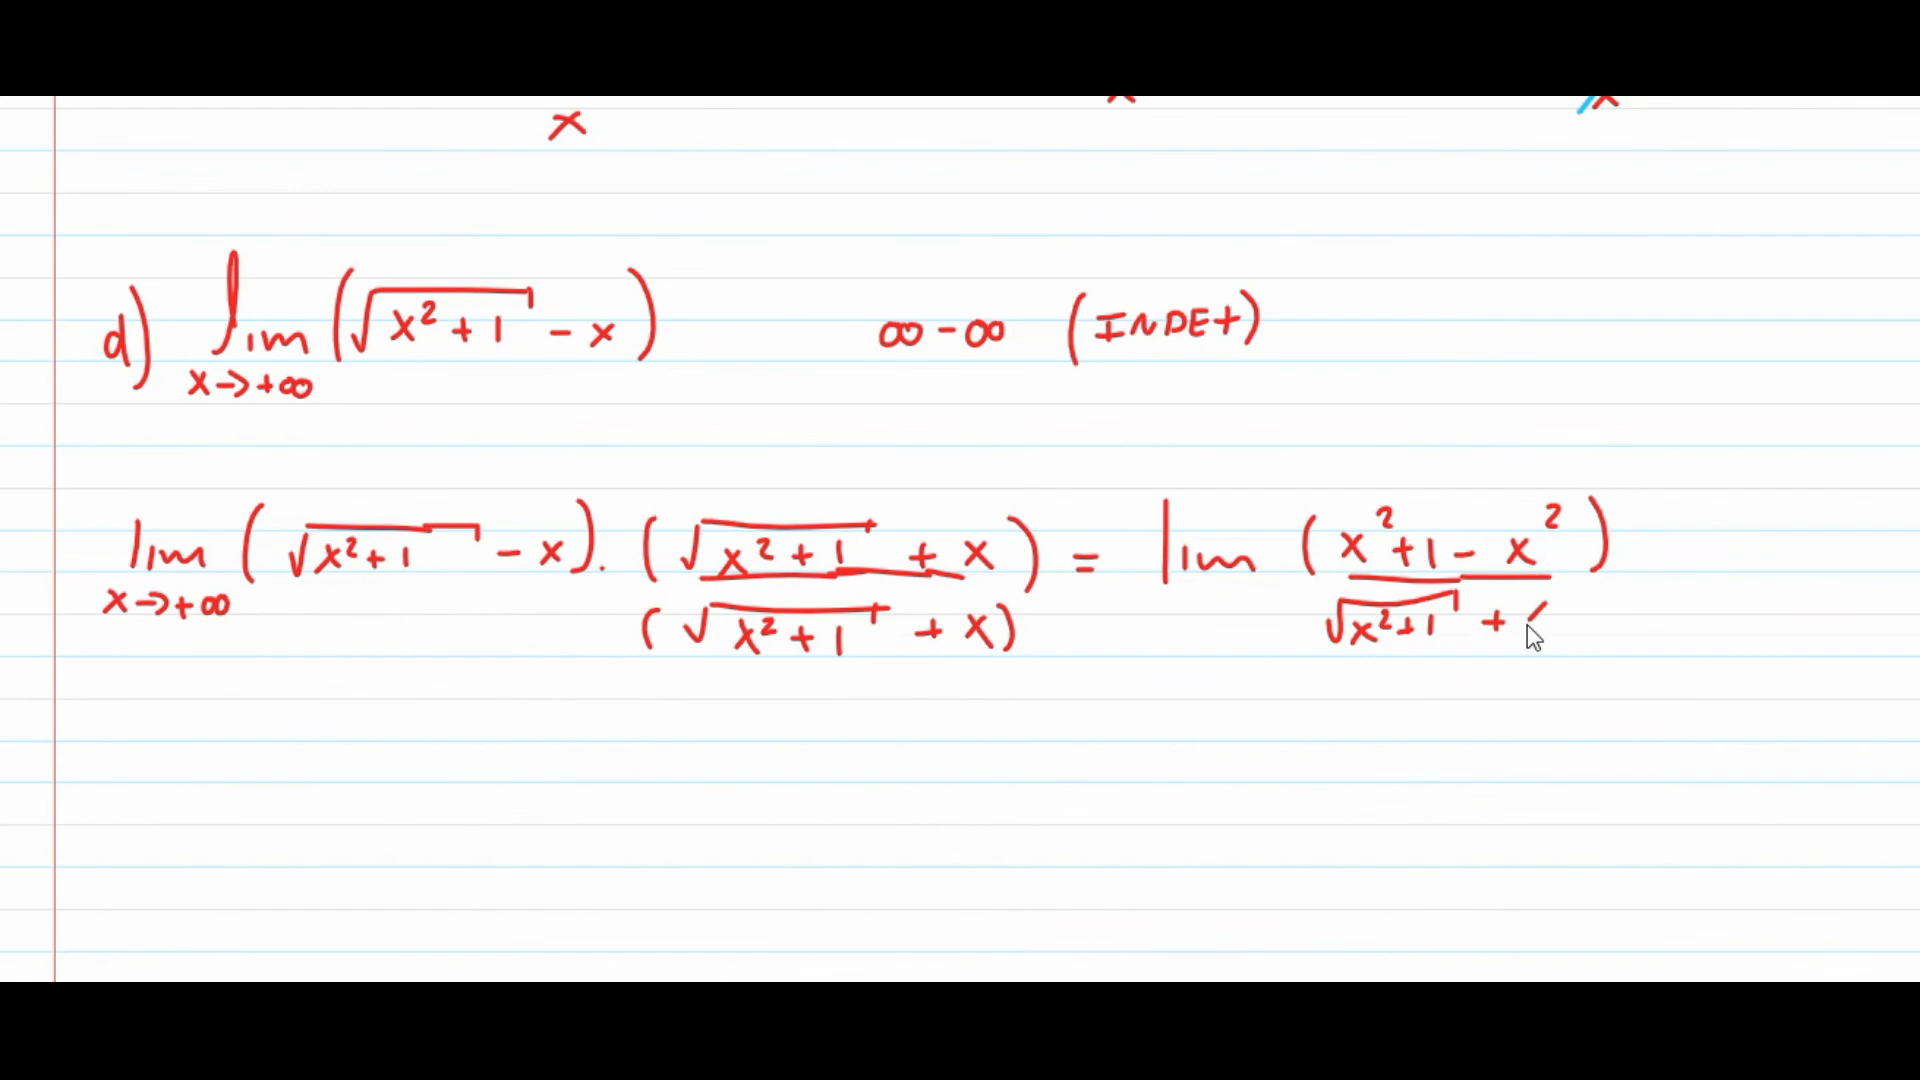 x x x
d) lim (√(x²+1) - x) ∞ - ∞ (INDET)
x → +∞
lim (√(x²+1) - x) . (√(x²+1) + x) = lim (x²+1 - x²)
x → +∞ (√(x²+1) + x) √(x²+1) +